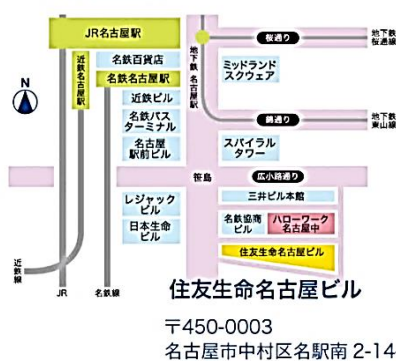 JR名古屋駅
N
近鉄名古屋駅
名鉄百貨店
名鉄名古屋駅
近鉄ビル
名鉄バス
ターミナル
名古屋
駅前ビル
地下鉄 名古屋駅
桜通り
地下鉄
桜通線
ミッドランド
スクウェア
錦通り
地下鉄
東山線
スパイラル
タワー
笹島
広小路通り
レジャック
ビル
日本生命
ビル
三井ビル本館
名鉄協商
ビル
ハローワーク
名古屋中
住友生命名古屋ビル
近鉄線
JR
名鉄線
住友生命名古屋ビル
〒450-0003
名古屋市中村区名駅南 2-14